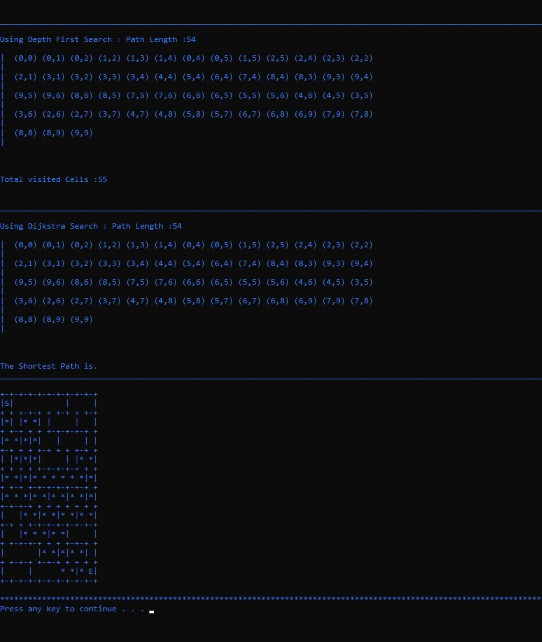 Using Depth First Search : Path Length :54
| (0,0) (0,1) (0,2) (1,2) (1,3) (1,4) (0,4) (0,5) (1,5) (2,5) (2,4) (2,3) (2,2)
|
| (2,1) (3,1) (3,2) (3,3) (3,4) (4,4) (5,4) (6,4) (7,4) (8,4) (8,3) (9,3) (9,4)
|
| (9,5) (9,6) (8,6) (8,5) (7,5) (7,6) (6,6) (6,5) (5,5) (5,6) (4,6) (4,5) (3,5)
|
| (3,6) (2,6) (2,7) (3,7) (4,7) (4,8) (5,8) (5,7) (6,7) (6,8) (6,9) (7,9) (7,8)
|
| (8,8) (8,9) (9,9)
|
Total visited Cells :55
Using Dijkstra Search : Path Length :54
| (0,0) (0,1) (0,2) (1,2) (1,3) (1,4) (0,4) (0,5) (1,5) (2,5) (2,4) (2,3) (2,2)
|
| (2,1) (3,1) (3,2) (3,3) (3,4) (4,4) (5,4) (6,4) (7,4) (8,4) (8,3) (9,3) (9,4)
|
| (9,5) (9,6) (8,6) (8,5) (7,5) (7,6) (6,6) (6,5) (5,5) (5,6) (4,6) (4,5) (3,5)
|
| (3,6) (2,6) (2,7) (3,7) (4,7) (4,8) (5,8) (5,7) (6,7) (6,8) (6,9) (7,9) (7,8)
|
| (8,8) (8,9) (9,9)
|
The Shortest Path is.
|S|
E|
Press any key to continue . . .